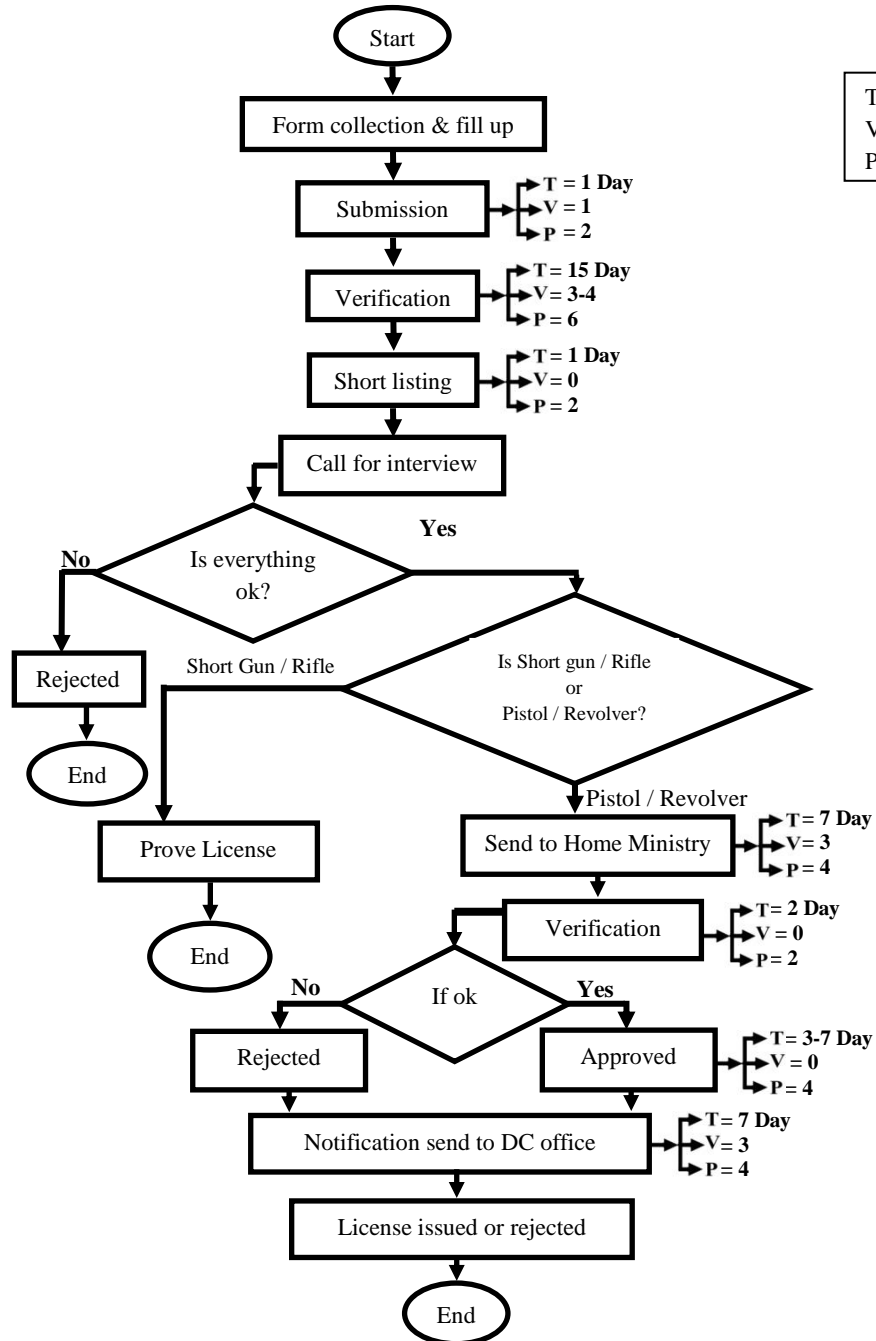 Start
T
V
P
Form collection & fill up
Submission
T = 1 Day
V = 1
P = 2
Verification
T = 15 Day
V = 3-4
P = 6
Short listing
T = 1 Day
V = 0
P = 2
Call for interview
Is everything
ok?
No
Yes
Rejected
End
Short Gun / Rifle
Is Short gun / Rifle
or
Pistol / Revolver?
Pistol / Revolver
Prove License
End
Send to Home Ministry
T = 7 Day
V = 3
P = 4
Verification
T = 2 Day
V = 0
P = 2
If ok
No
Yes
Rejected
Approved
T = 3-7 Day
V = 0
P = 4
Notification send to DC office
T = 7 Day
V = 3
P = 4
License issued or rejected
End